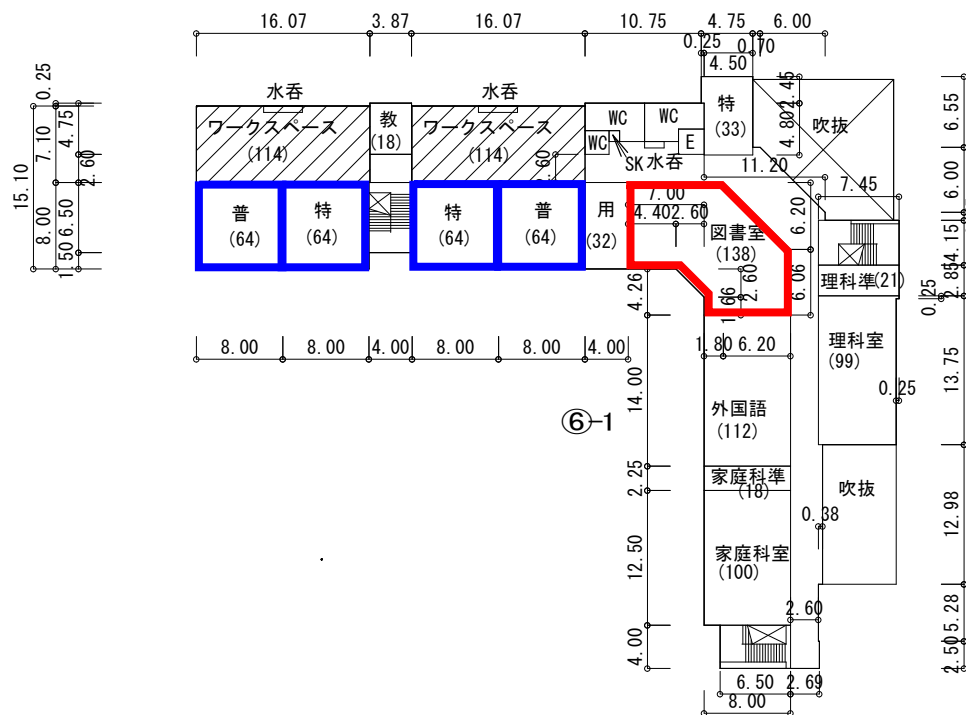 16.07 3.87 16.07 10.75 4.75 6.00
0.25 0.70
4.50
0.25
7.10 4.75
2.60
15.10
8.00 6.50
1.50
水呑 水呑
ワークスペース
(114)
教
(18)
ワークスペース
(114)
WC WC
WC
SK 水呑
E
特
(33)
2.45
4.80
吹抜
11.20
7.45
6.55
6.00
普
(64)
特
(64)
特
(64)
普
(64)
用
(32)
7.00
4.40 2.60
図書室
(138)
6.20
6.06
2.60
1.66
4.26
4.15
2.85
0.25
理科準(21)
理科室
(99)
13.75
0.25
8.00 8.00 4.00 8.00 8.00 4.00
1.80 6.20
14.00
⑥-1
外国語
(112)
2.25
家庭科準
(18)
吹抜
0.38
12.98
12.50
家庭科室
(100)
2.60
5.28
4.00
2.50
6.50 2.69
8.00